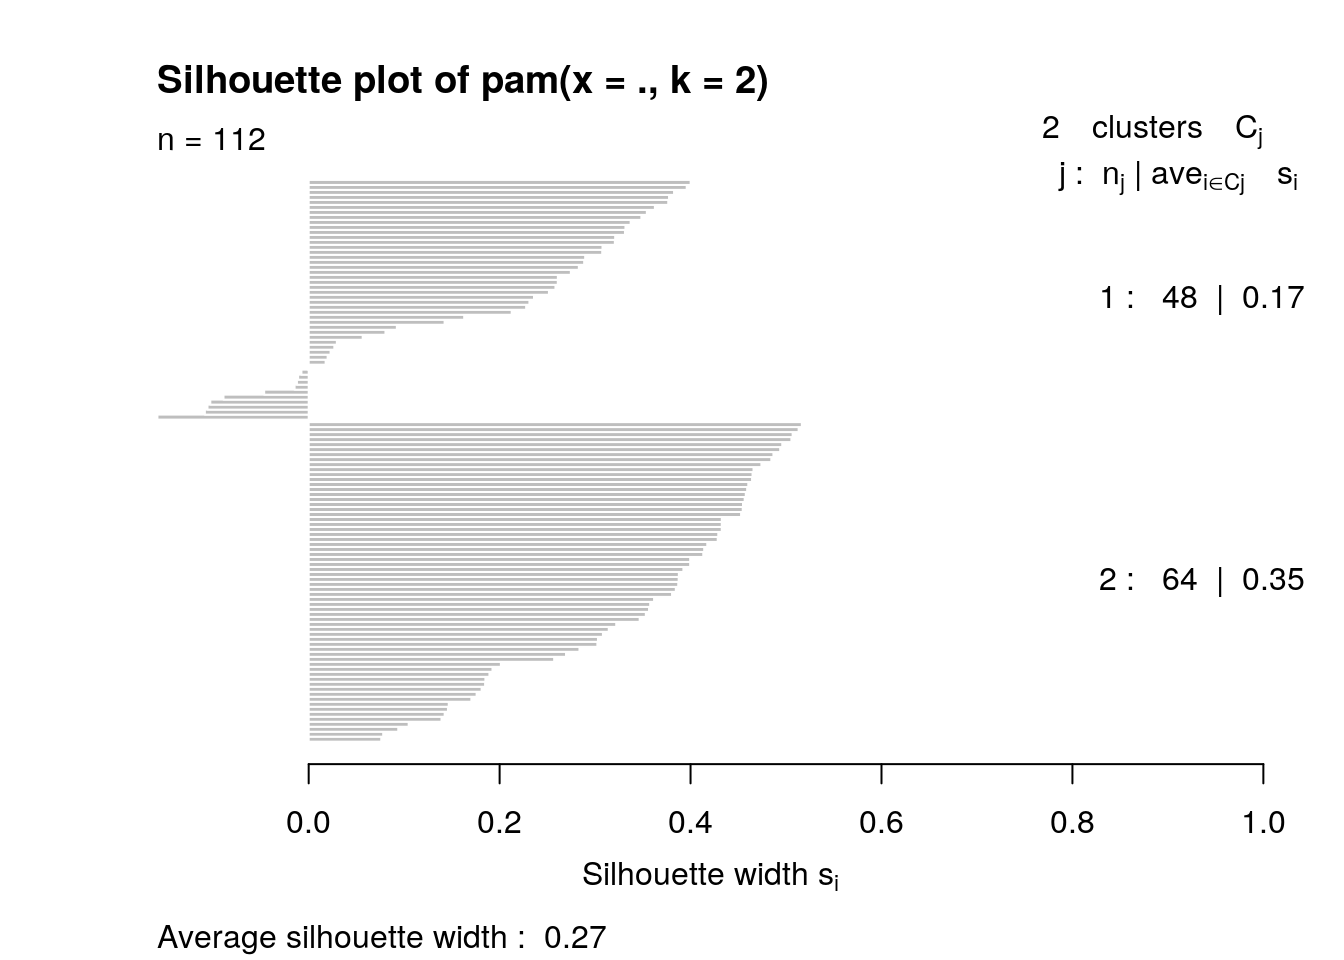 Silhouette plot of pam(x = ., k = 2)
n = 112
2 clusters Cj
j : nj | avei∈Cj si
1 : 48 | 0.17
2 : 64 | 0.35
0.0 0.2 0.4 0.6 0.8 1.0
Silhouette width si
Average silhouette width : 0.27